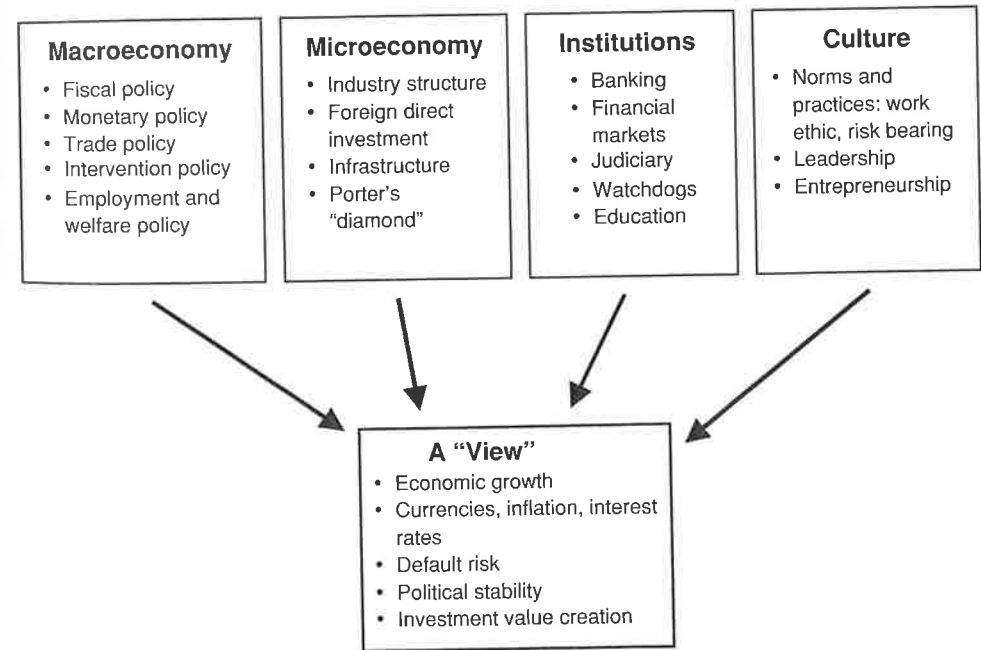 Macroeconomy
• Fiscal policy
• Monetary policy
• Trade policy
• Intervention policy
• Employment and
welfare policy
Microeconomy
• Industry structure
• Foreign direct
investment
• Infrastructure
• Porter's
"diamond"
Institutions
• Banking
• Financial
markets
• Judiciary
• Watchdogs
• Education
Culture
• Norms and
practices: work
ethic, risk bearing
• Leadership
• Entrepreneurship
A “View”
• Economic growth
• Currencies, inflation, interest
rates
• Default risk
• Political stability
• Investment value creation